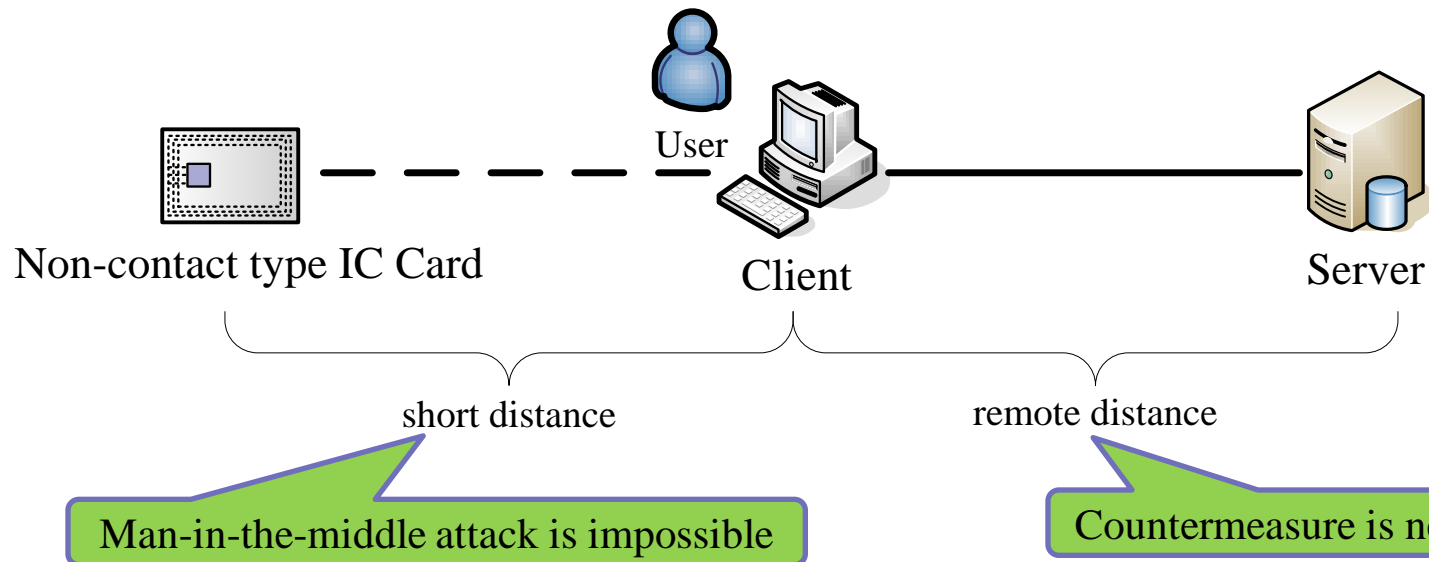 User
Non-contact type IC Card
Client
Server
short distance
remote distance
Man-in-the-middle attack is impossible
Countermeasure is